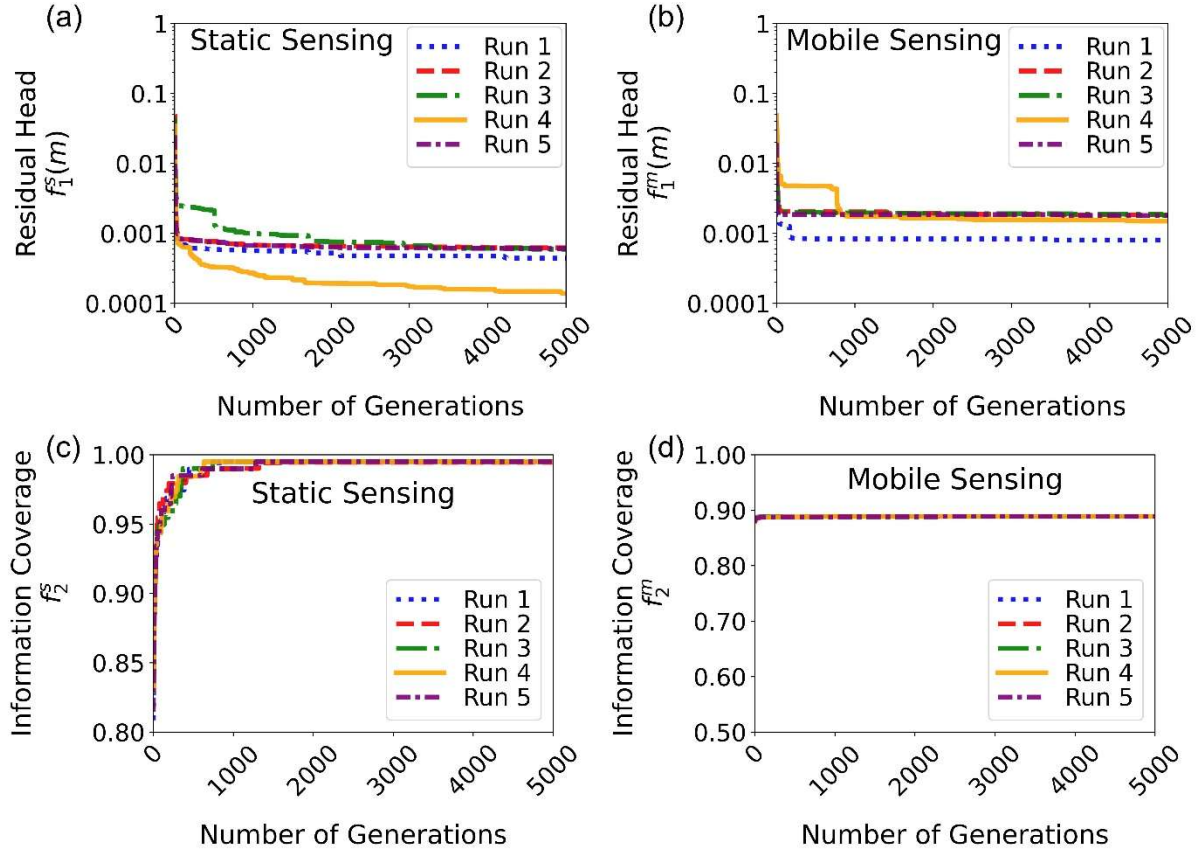 (a)
Static Sensing
Run 1
Run 2
Run 3
Run 4
Run 5
1
0.1
0.01
0.001
0.0001
Residual Head
f₁ˢ(m)
0
1000
2000
3000
4000
5000
Number of Generations
(b)
Mobile Sensing
Run 1
Run 2
Run 3
Run 4
Run 5
1
0.1
0.01
0.001
0.0001
Residual Head
f₁ᵐ(m)
0
1000
2000
3000
4000
5000
Number of Generations
(c)
Static Sensing
Run 1
Run 2
Run 3
Run 4
Run 5
1.00
0.95
0.90
0.85
0.80
Information Coverage
f₂ˢ
0
1000
2000
3000
4000
5000
Number of Generations
(d)
Mobile Sensing
Run 1
Run 2
Run 3
Run 4
Run 5
1.00
0.90
0.80
0.70
0.60
0.50
Information Coverage
f₂ᵐ
0
1000
2000
3000
4000
5000
Number of Generations